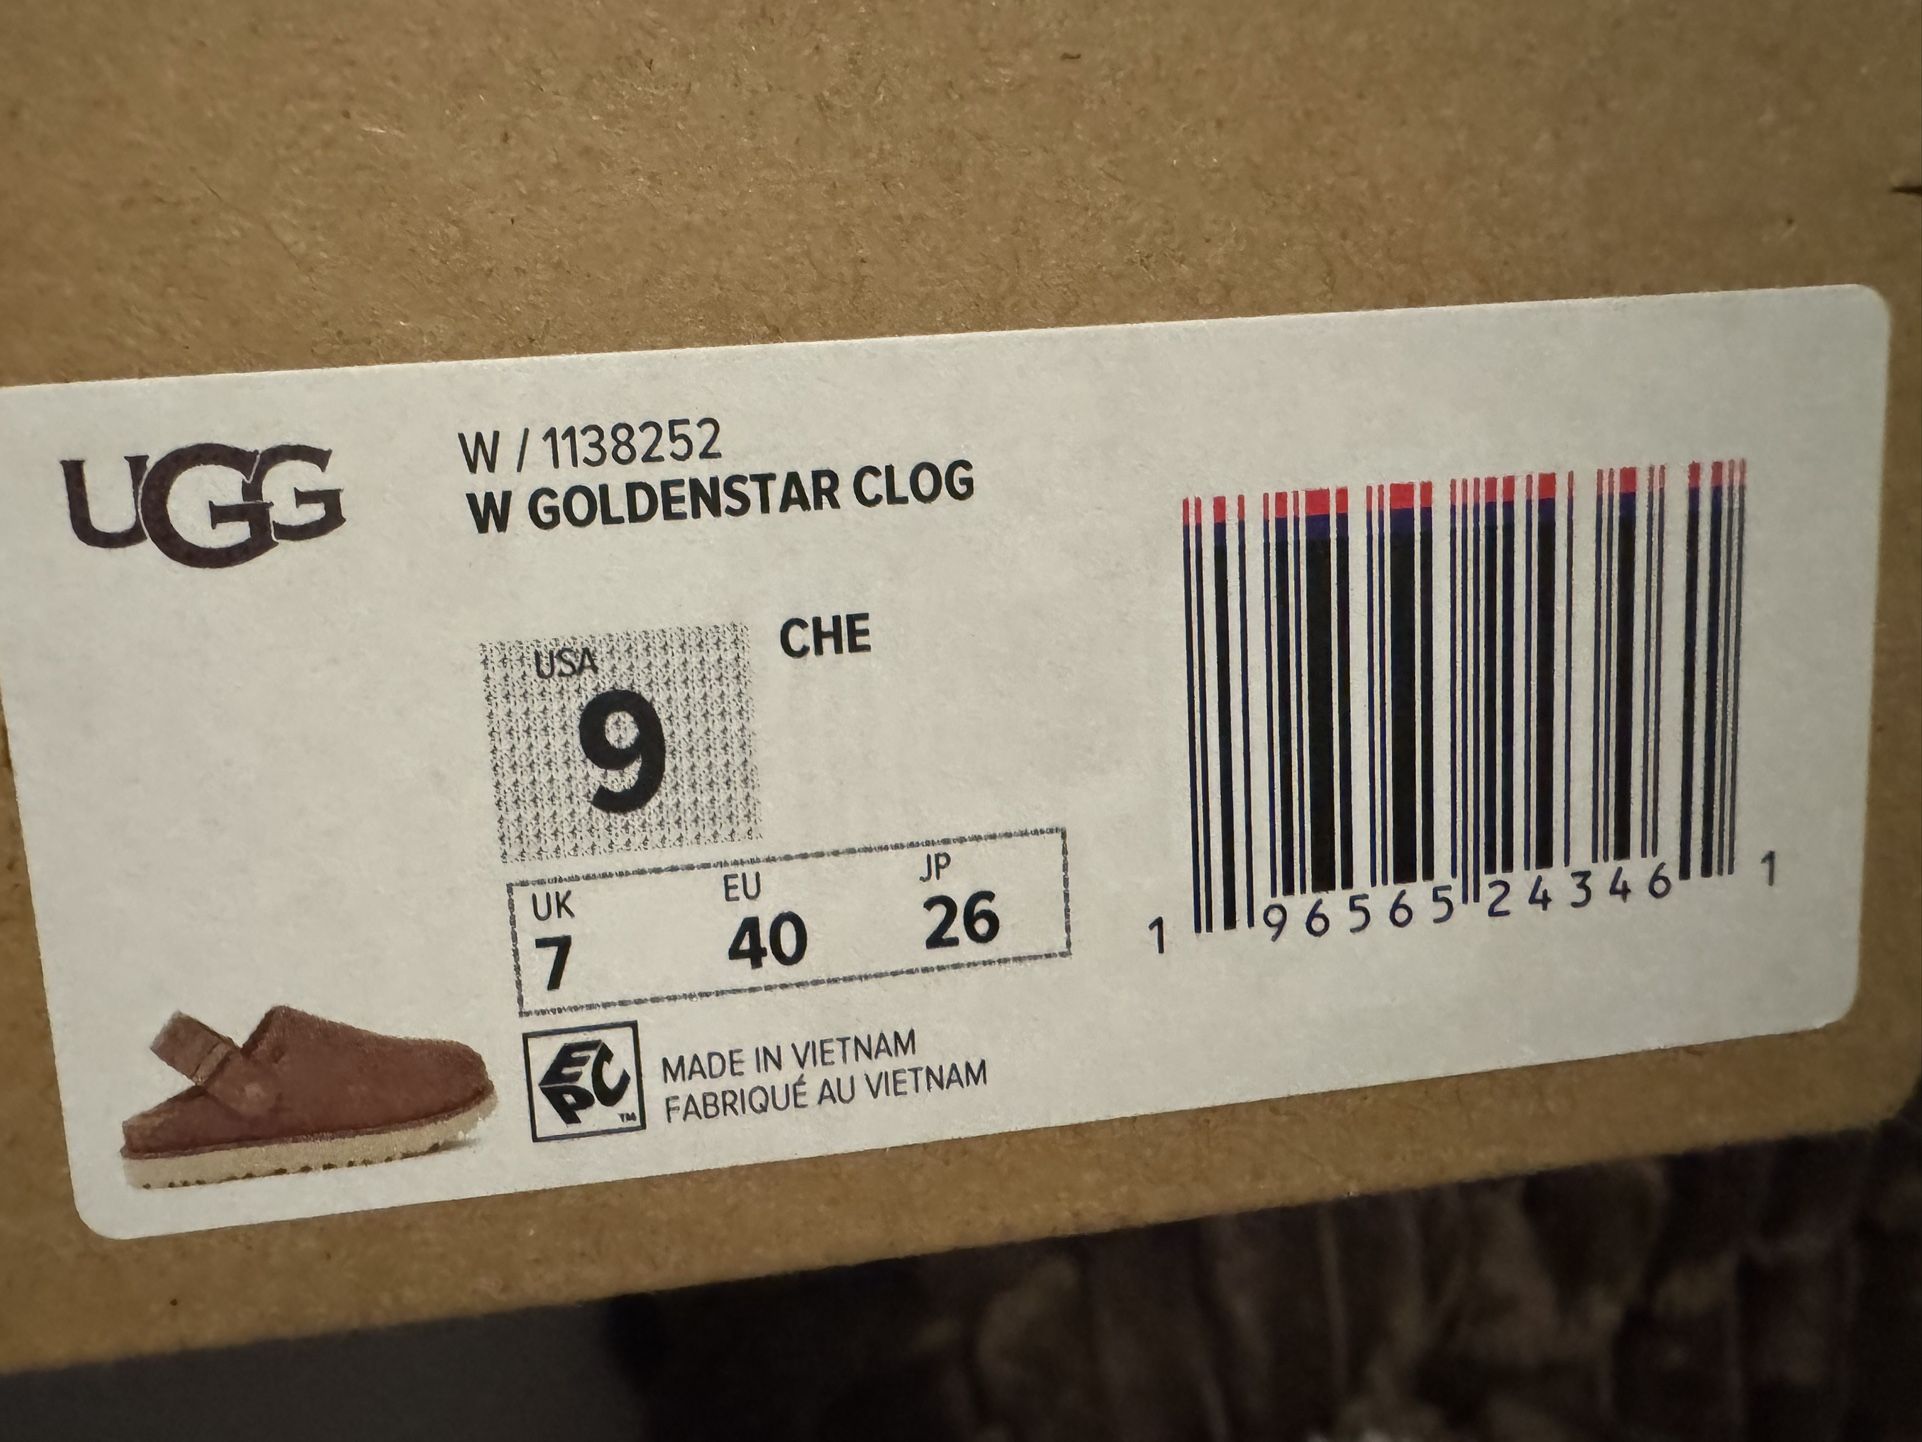 UGG
W / 1138252
W GOLDENSTAR CLOG
CHE
USA
9
UK EU JP
7 40 26
EPC™
MADE IN VIETNAM
FABRIQUÉ AU VIETNAM
1 96565 24346 1